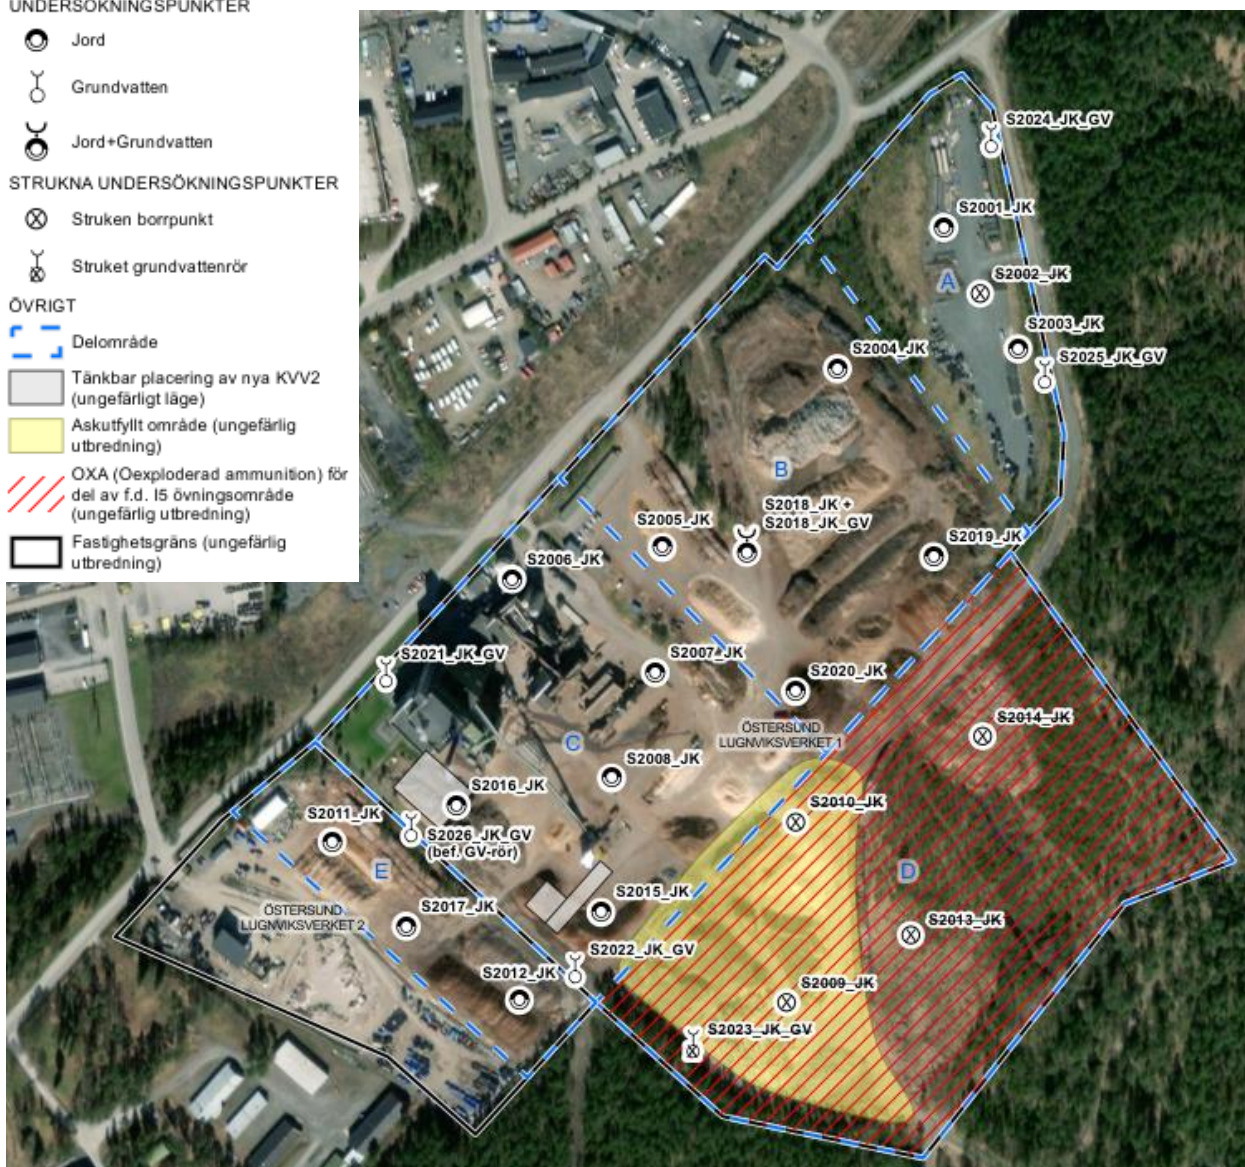 UNDERSÖKNINGSPUNKTER
Jord
Grundvatten
Jord+Grundvatten
STRUKNA UNDERSÖKNINGSPUNKTER
Struken borrpunkt
Struket grundvattenrör
ÖVRIGT
Delområde
Tänkbar placering av nya KVV2
(ungefärligt läge)
Askutfyllt område (ungefärlig
utbredning)
OXA (Oexploderad ammunition) för
del av f.d. I5 övningsområde
(ungefärlig utbredning)
Fastighetsgräns (ungefärlig
utbredning)
S2024_JK_GV
S2001_JK
A
S2002_JK
S2003_JK
S2025_JK_GV
S2004_JK
B
S2018_JK +
S2018_JK_GV
S2005_JK
S2019_JK
S2006_JK
S2021_JK_GV
S2007_JK
S2020_JK
ÖSTERSUND
LUGNVIKSVERKET 1
S2014_JK
C
S2008_JK
S2016_JK
S2010_JK
S2011_JK
S2026_JK_GV
(bef. GV-rör)
E
D
ÖSTERSUND
LUGNVIKSVERKET 2
S2017_JK
S2015_JK
S2013_JK
S2022_JK_GV
S2012_JK
S2009_JK
S2023_JK_GV